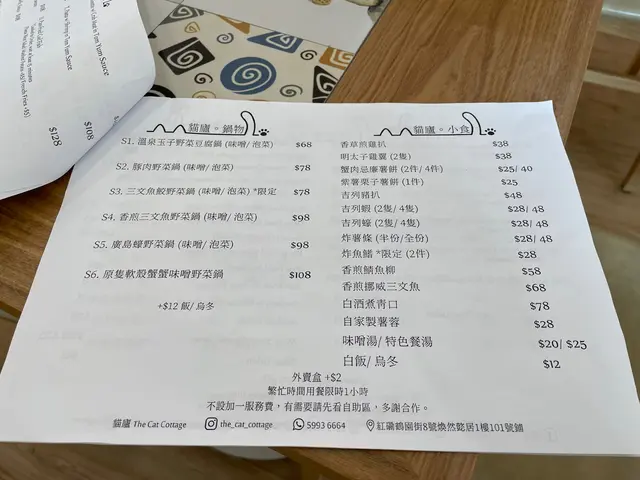 Tom Yum Sauce
Tom Yum Sauce
$108
$128
貓廬。鍋物
S1. 溫泉玉子野菜豆腐鍋 (味噌/ 泡菜) $68
S2. 豚肉野菜鍋 (味噌/ 泡菜) $78
S3. 三文魚鮫野菜鍋 (味噌/ 泡菜) *限定 $78
S4. 香煎三文魚野菜鍋 (味噌/ 泡菜) $98
S5. 廣島蠔野菜鍋 (味噌/ 泡菜) $98
S6. 原隻軟殼蟹蟹味噌野菜鍋 $108
+$12 飯/ 烏冬
貓廬。小食
香草煎雞扒 $38
明太子雞翼 (2隻) $38
蟹肉忌廉薯餅 (2件/ 4件) $25/ 40
紫薯栗子薯餅 (1件) $25
吉列豬扒 $48
吉列蝦 (2隻/ 4隻) $28/ 48
吉列蠔 (2隻/ 4隻) $28/ 48
炸薯條 (半份/全份) $28/ 48
炸魚鰭 *限定 (2件) $28
香煎鯖魚柳 $58
香煎挪威三文魚 $68
白酒煮青口 $78
自家製薯蓉 $28
味噌湯/ 特色餐湯 $20/ $25
白飯/ 烏冬 $12
外賣盒 +$2
繁忙時間用餐限時1小時
不設加一服務費，有需要請先看自助區，多謝合作。
貓廬 The Cat Cottage the_cat_cottage 5993 6664 紅磡鶴園街8號煥然懿居1樓101號鋪